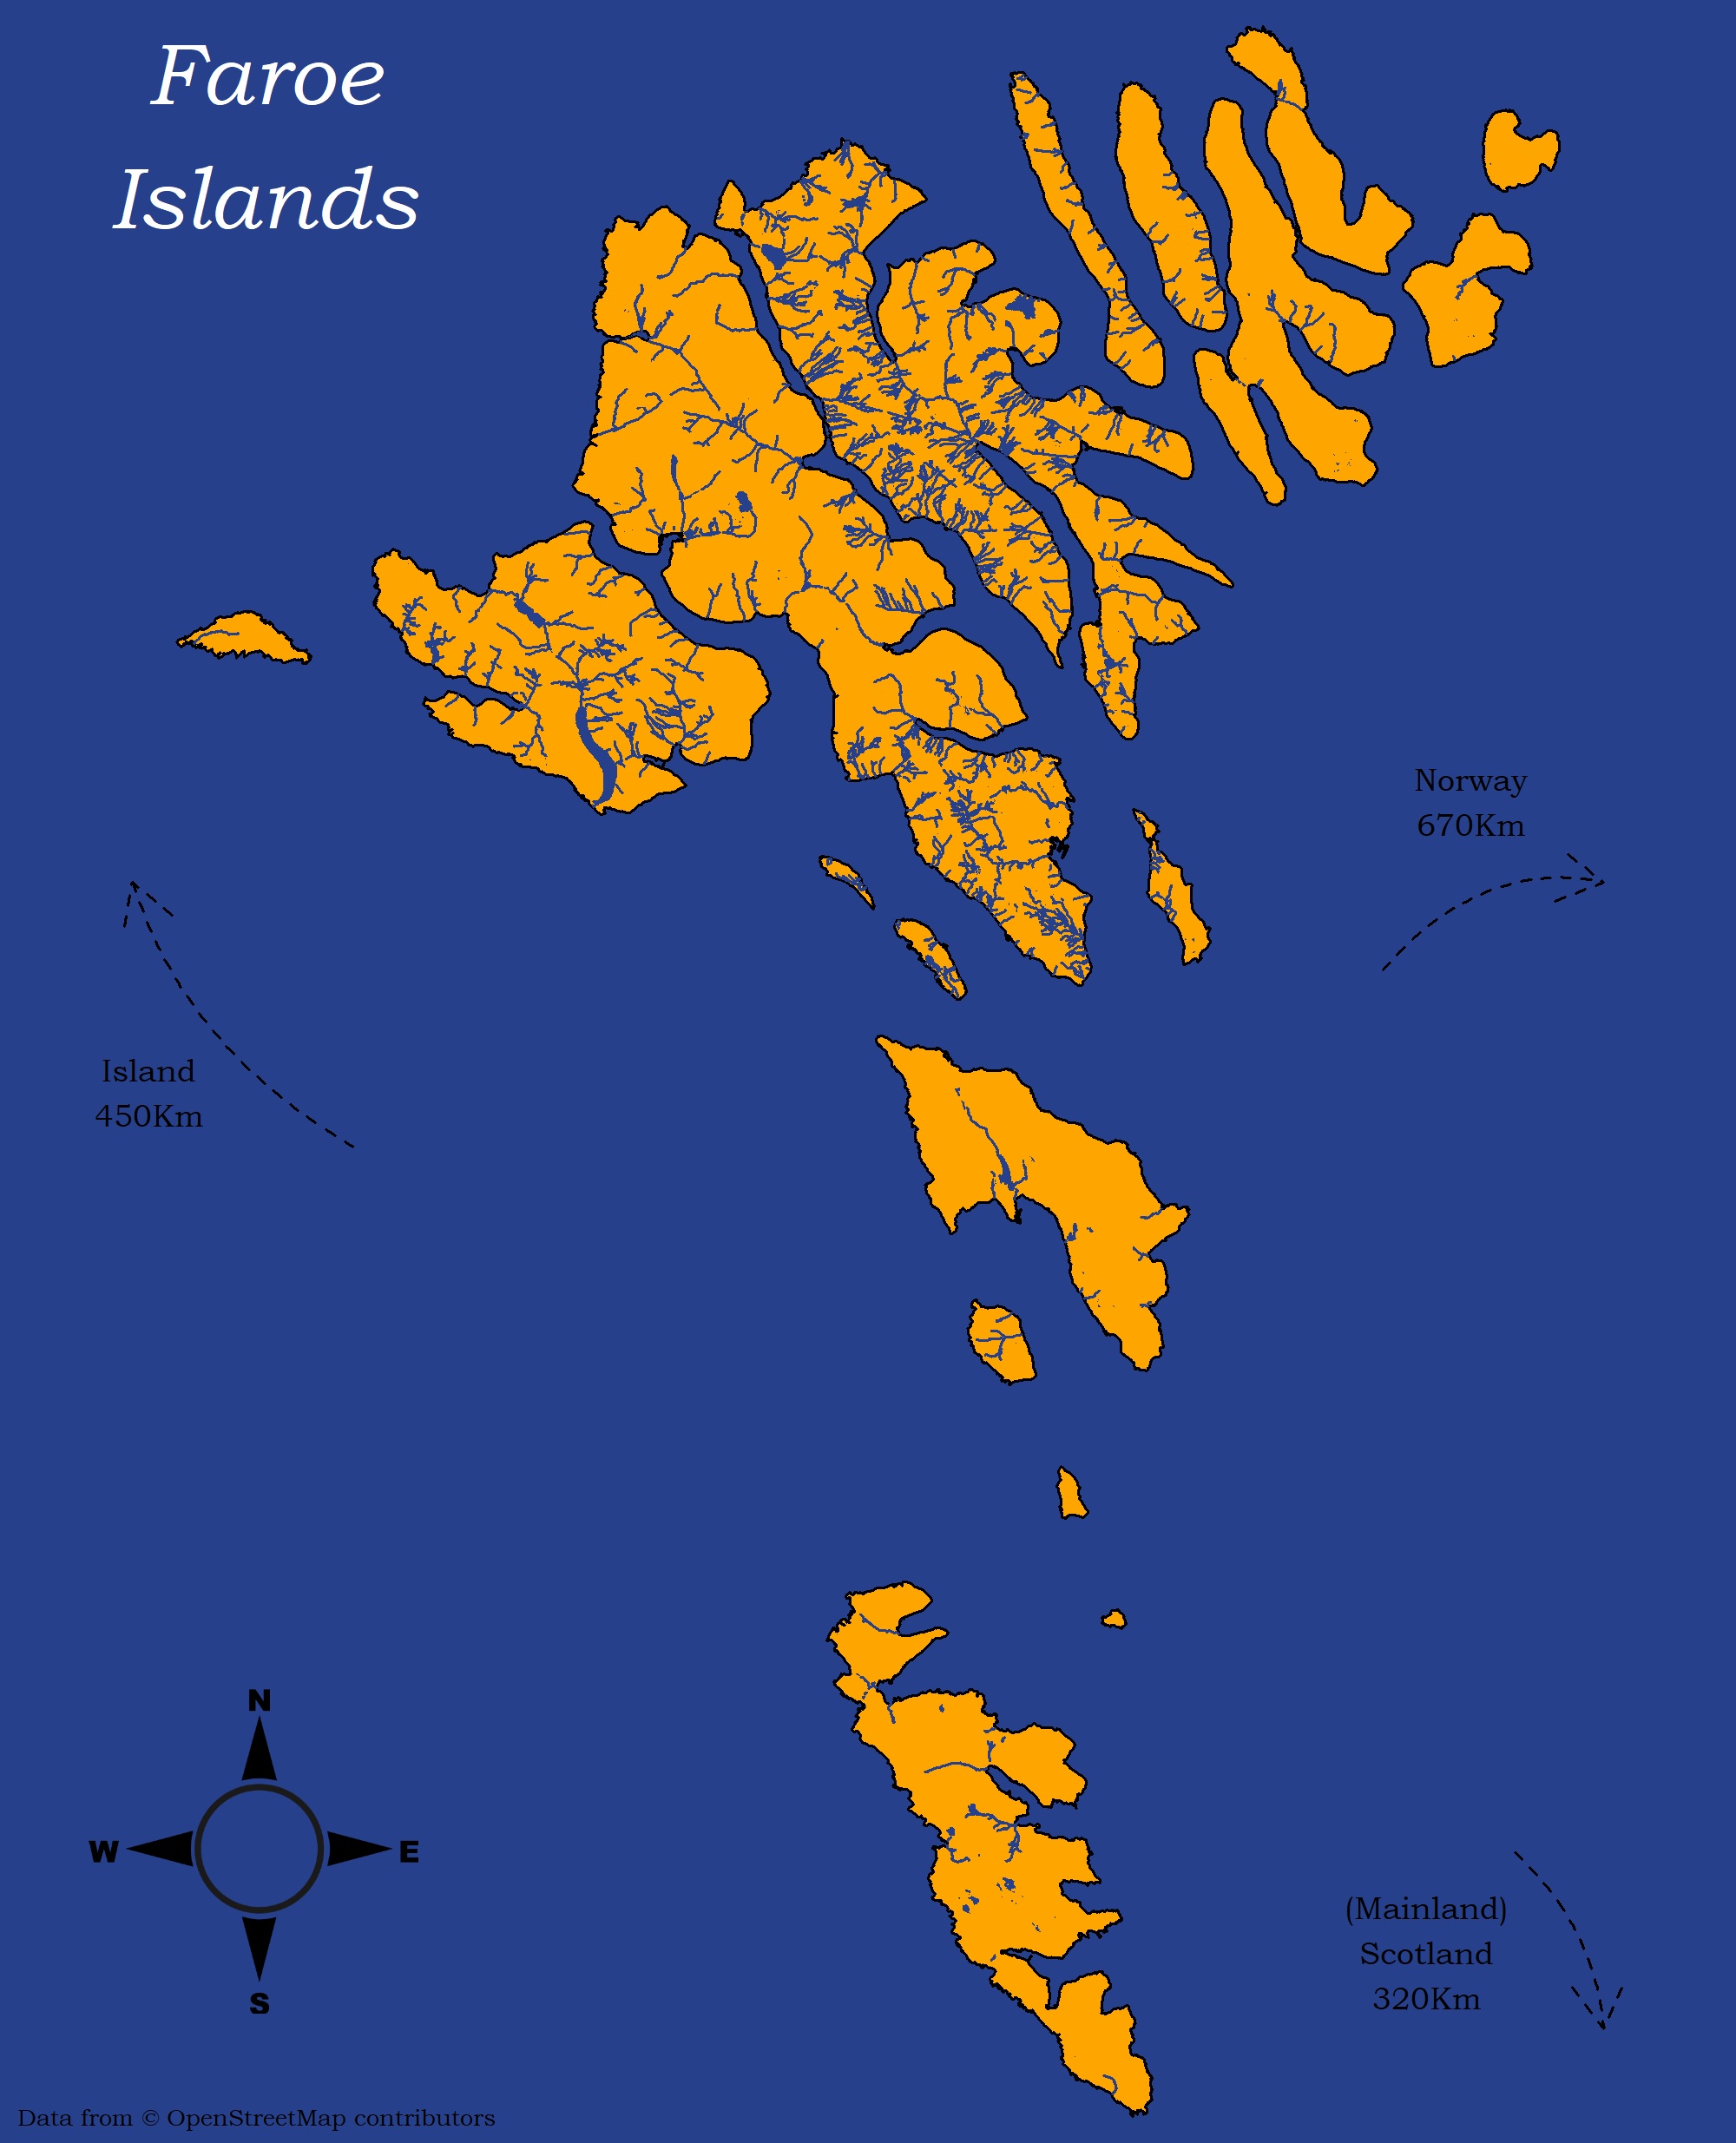 Faroe
Islands
Norway
670Km
Island
450Km
N
W
E
S
(Mainland)
Scotland
320Km
Data from © OpenStreetMap contributors